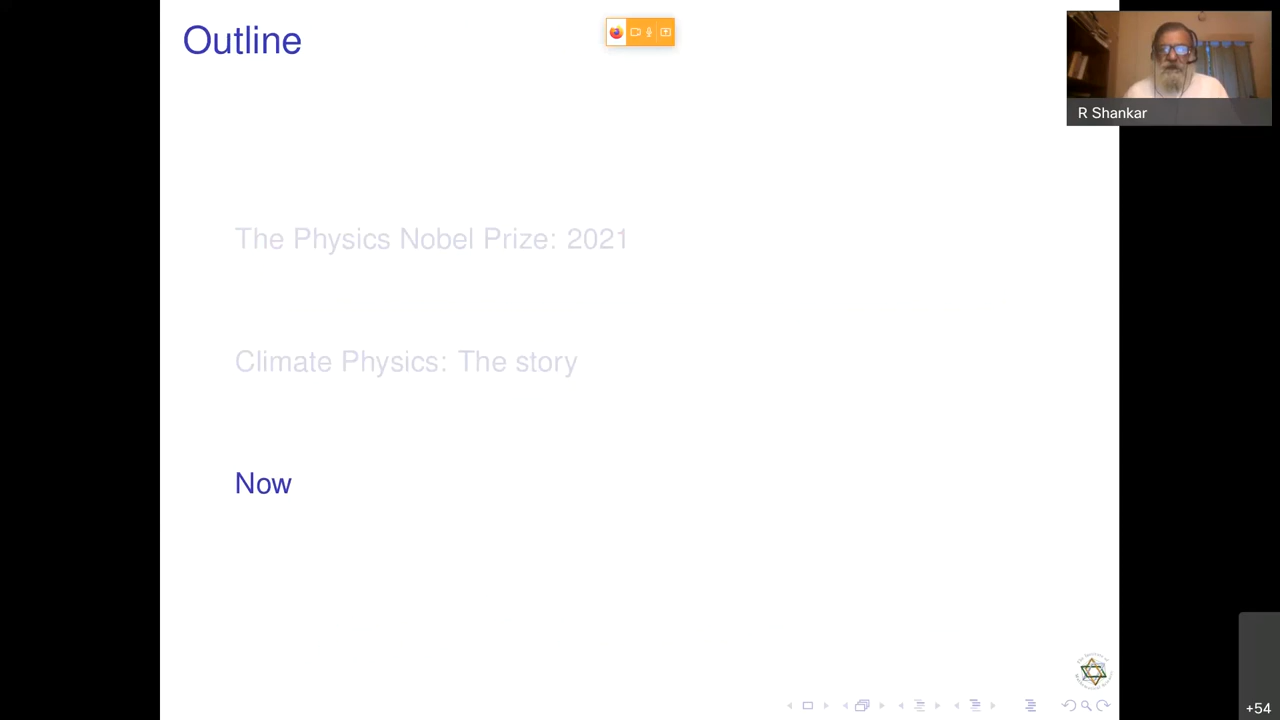 Outline
R Shankar
The Physics Nobel Prize: 2021
Climate Physics: The story
Now
+54